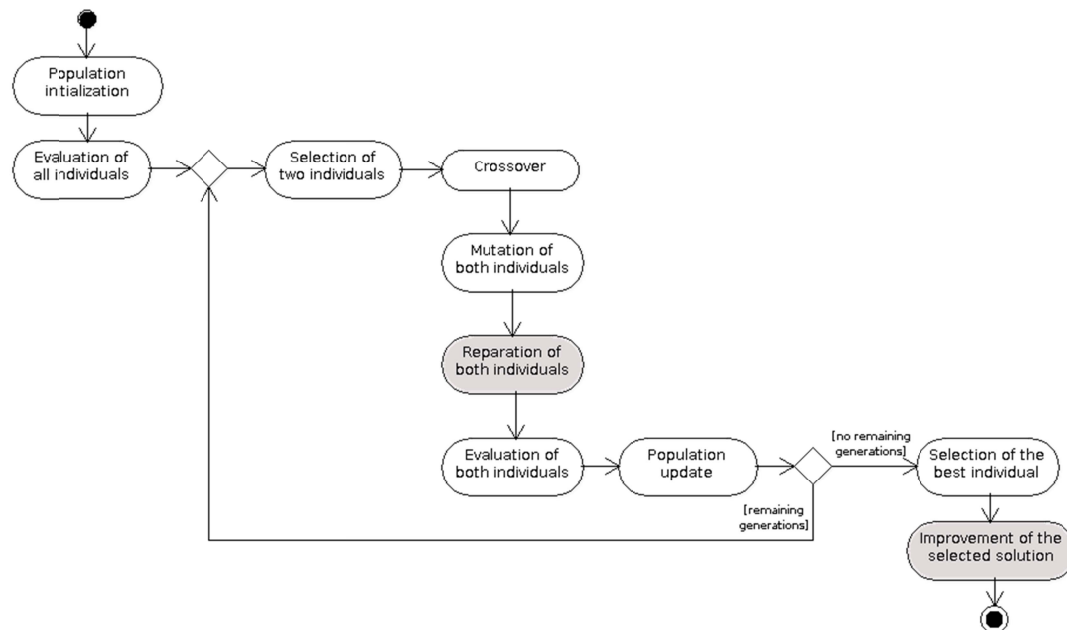 Population
intialization
Evaluation of
all individuals
Selection of
two individuals
Crossover
Mutation of
both individuals
Reparation of
both individuals
Evaluation of
both individuals
Population
update
[no remaining
generations]
[remaining
generations]
Selection of the
best individual
Improvement of the
selected solution